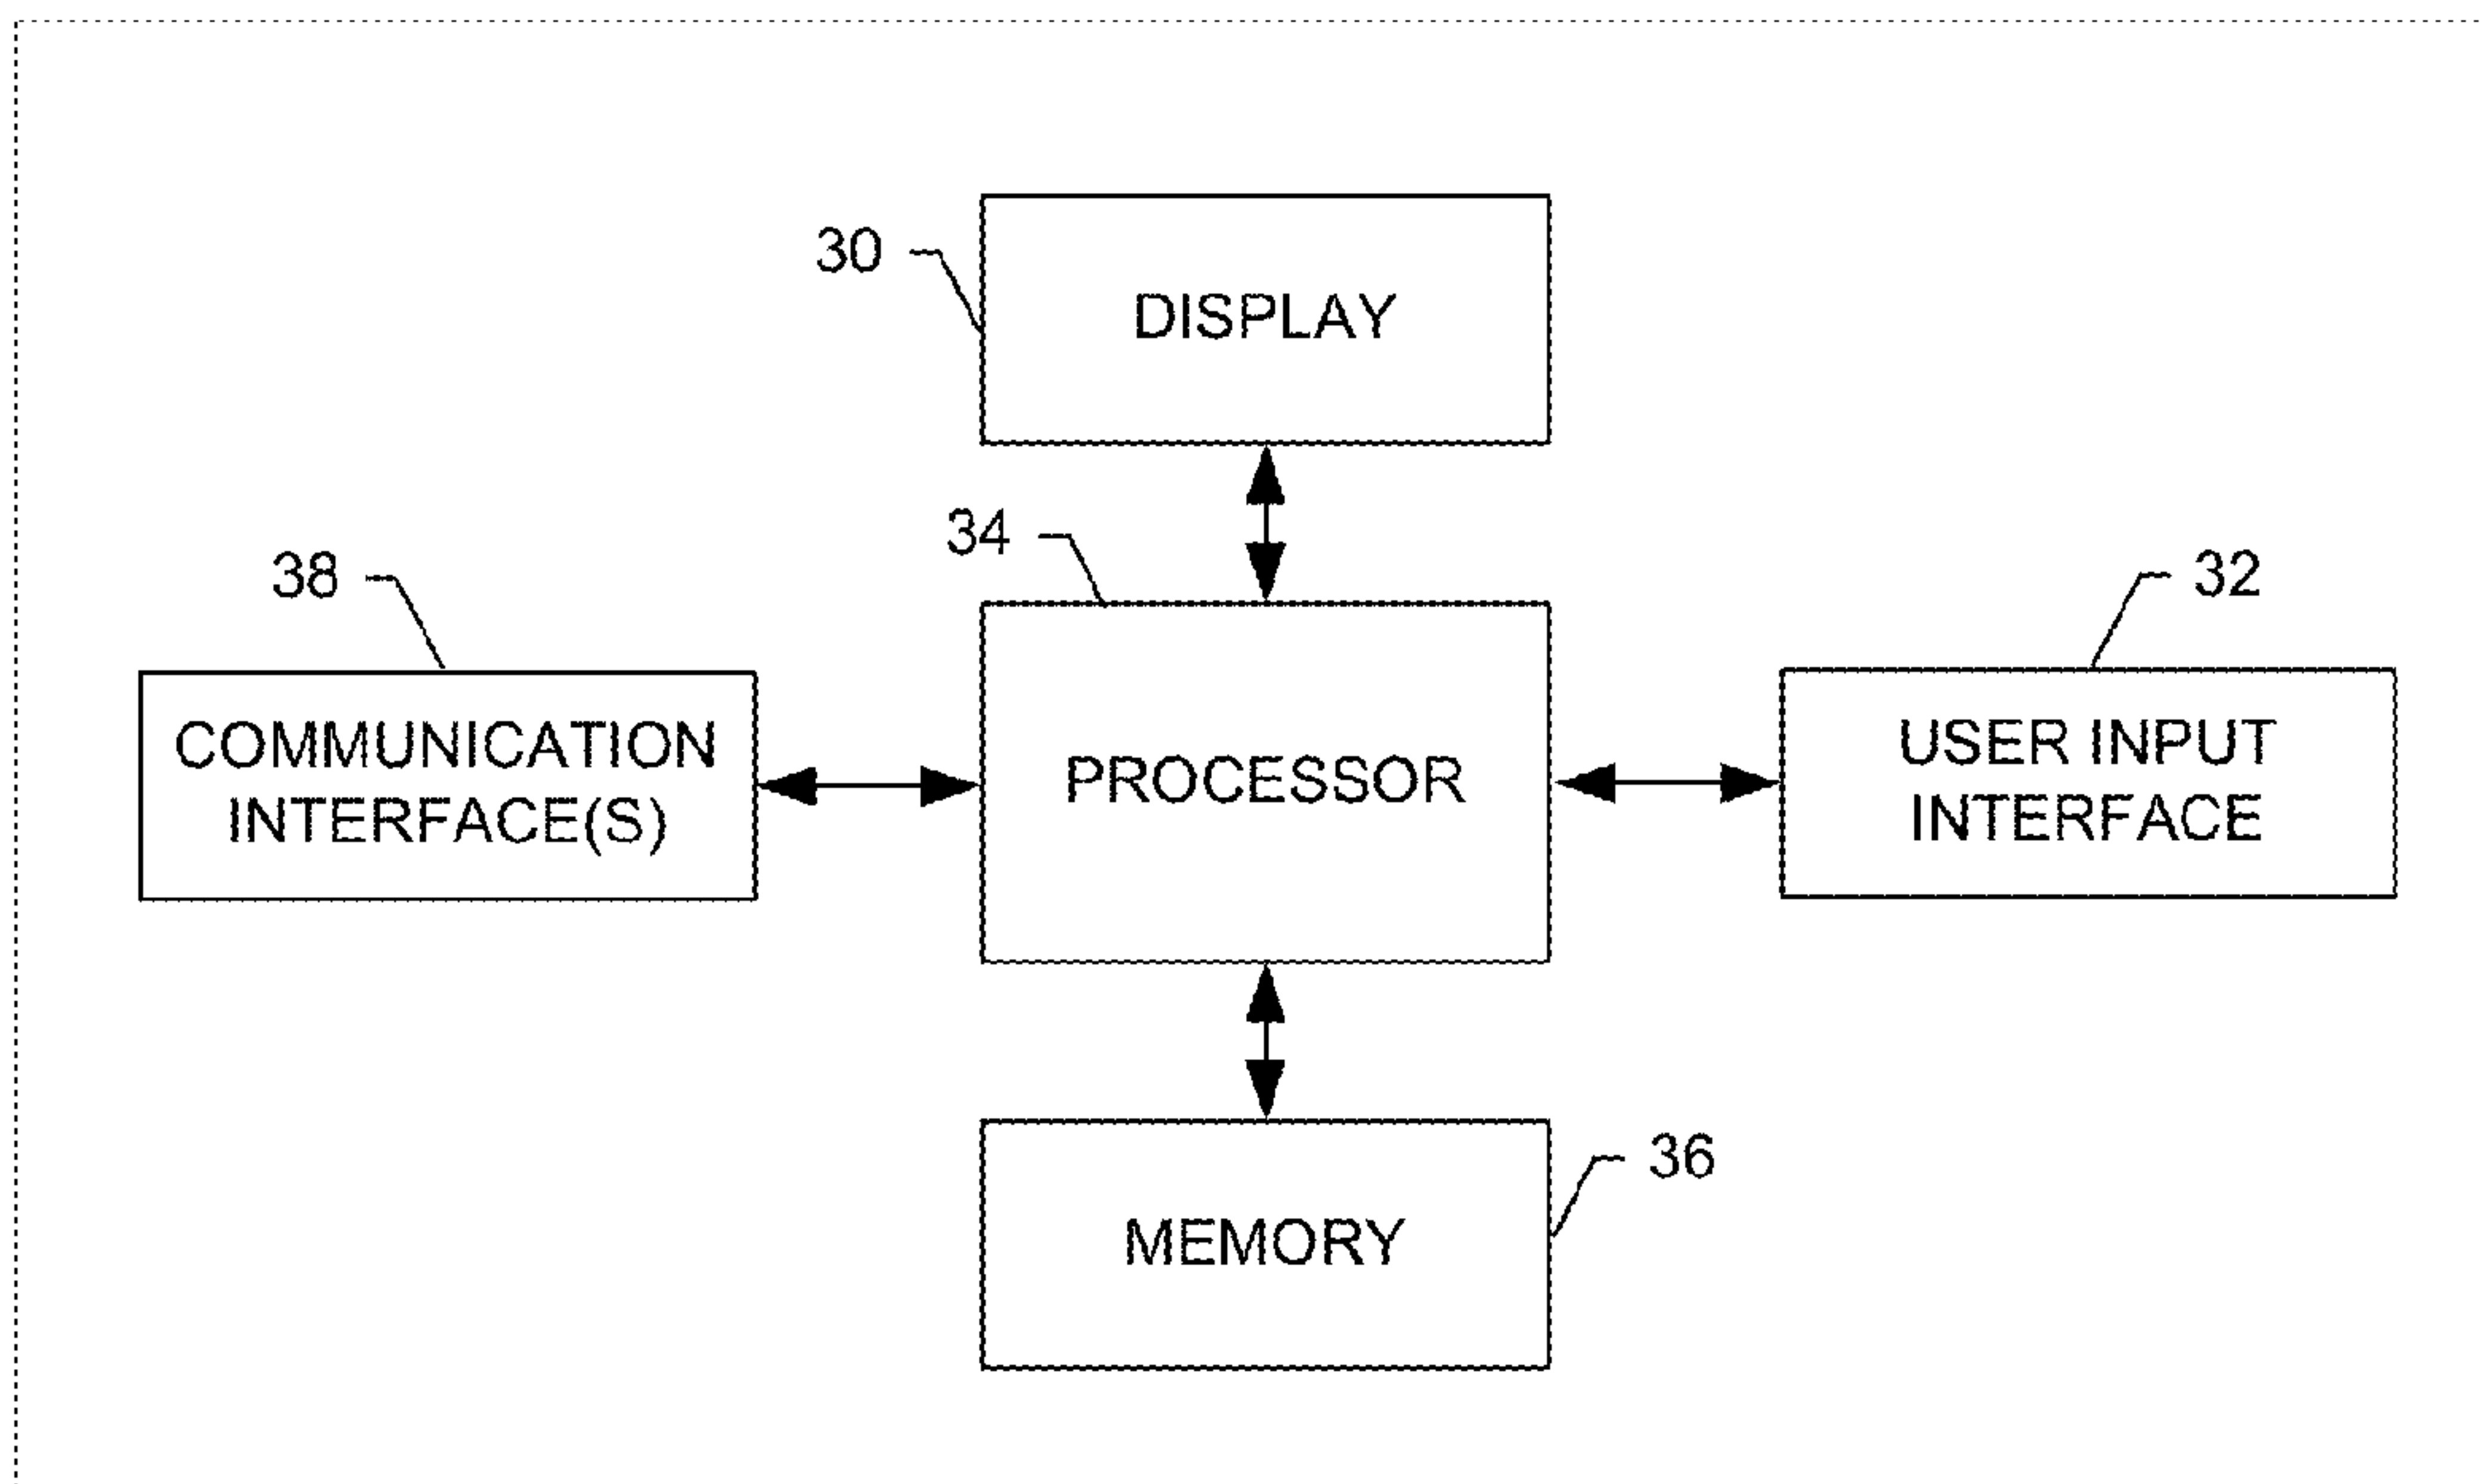 30
DISPLAY
34
38
32
COMMUNICATION
INTERFACE(S)
PROCESSOR
USER INPUT
INTERFACE
36
MEMORY